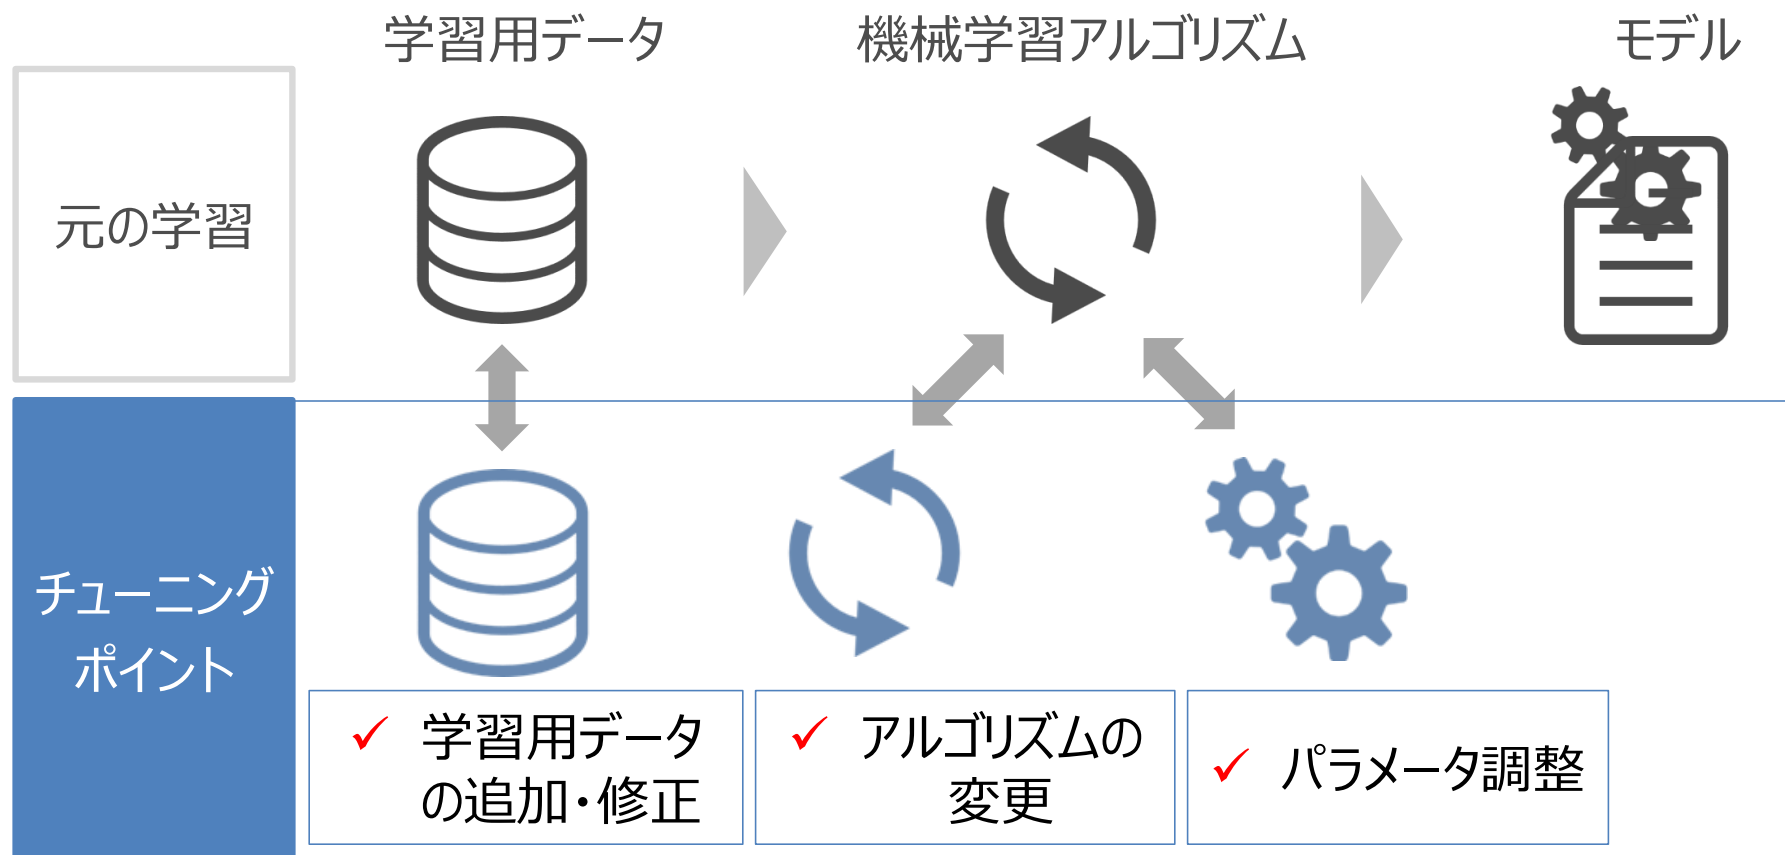 学習用データ
機械学習アルゴリズム
モデル
元の学習
チューニング
ポイント
✓ 学習用データ
の追加・修正
✓ アルゴリズムの
変更
✓ パラメータ調整